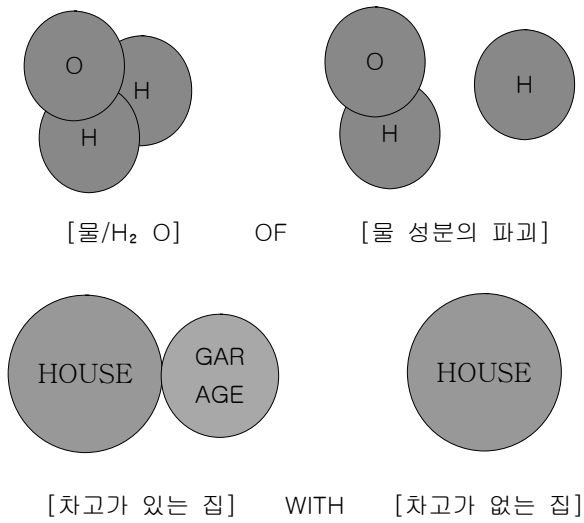 O
H
H
O
H
H
[물/H₂ O] OF [물 성분의 파괴]
HOUSE
GAR
AGE
HOUSE
[차고가 있는 집] WITH [차고가 없는 집]